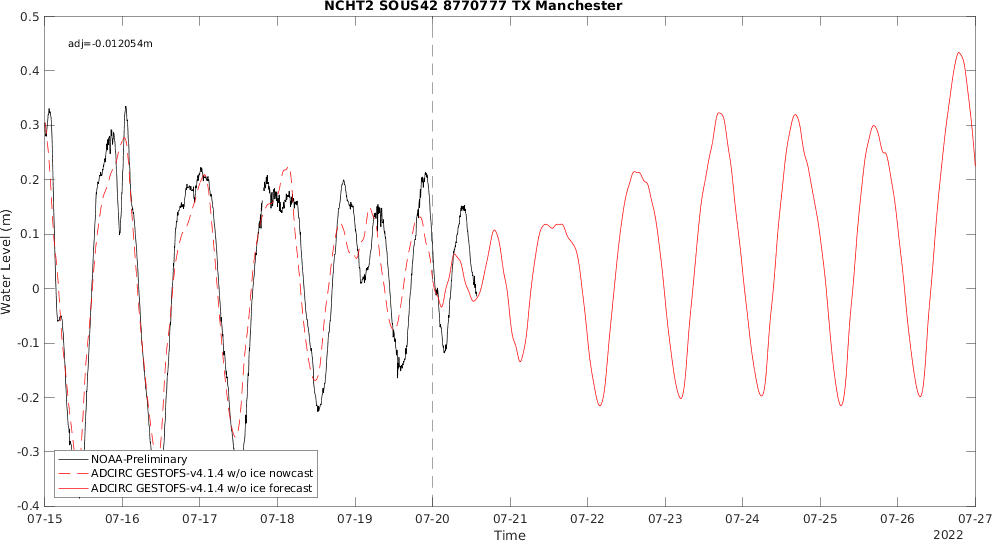 NCHT2 SOUS42 8770777 TX Manchester
adj=-0.012054m
Water Level (m)
0.5
0.4
0.3
0.2
0.1
0
-0.1
-0.2
-0.3
-0.4
NOAA-Preliminary
ADCIRC GESTOFS-v4.1.4 w/o ice nowcast
ADCIRC GESTOFS-v4.1.4 w/o ice forecast
07-15 07-16 07-17 07-18 07-19 07-20 07-21 07-22 07-23 07-24 07-25 07-26 07-27
Time
2022